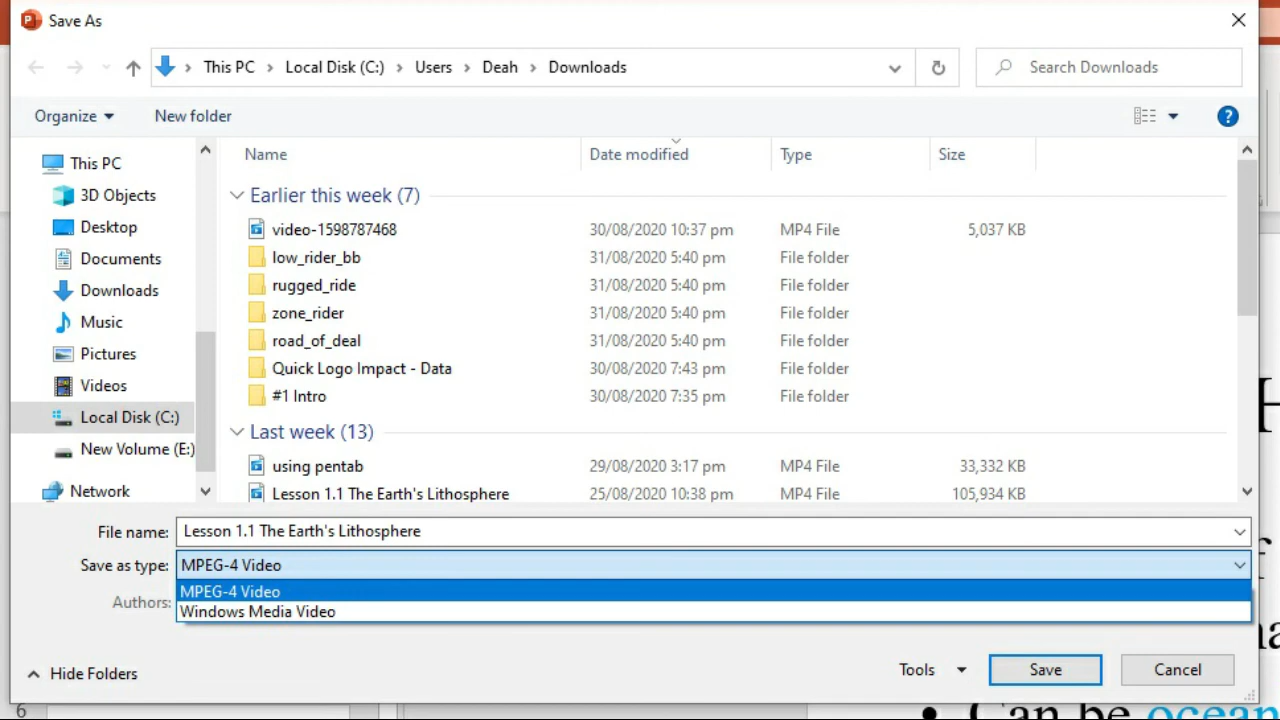 Save As
This PC > Local Disk (C:) > Users > Deah > Downloads
Search Downloads
Organize
New folder
This PC
3D Objects
Desktop
Documents
Downloads
Music
Pictures
Videos
Local Disk (C:)
New Volume (E:)
Network
Name Date modified Type Size
Earlier this week (7)
video-1598787468 30/08/2020 10:37 pm MP4 File 5,037 KB
low_rider_bb 31/08/2020 5:40 pm File folder
rugged_ride 31/08/2020 5:40 pm File folder
zone_rider 31/08/2020 5:40 pm File folder
road_of_deal 31/08/2020 5:40 pm File folder
Quick Logo Impact - Data 30/08/2020 7:43 pm File folder
#1 Intro 30/08/2020 7:35 pm File folder
Last week (13)
using pentab 29/08/2020 3:17 pm MP4 File 33,332 KB
Lesson 1.1 The Earth's Lithosphere 25/08/2020 10:38 pm MP4 File 105,934 KB
File name: Lesson 1.1 The Earth's Lithosphere
Save as type: MPEG-4 Video
MPEG-4 Video
Authors:
Windows Media Video
Hide Folders
Tools
Save
Cancel
6
• Can be ocean